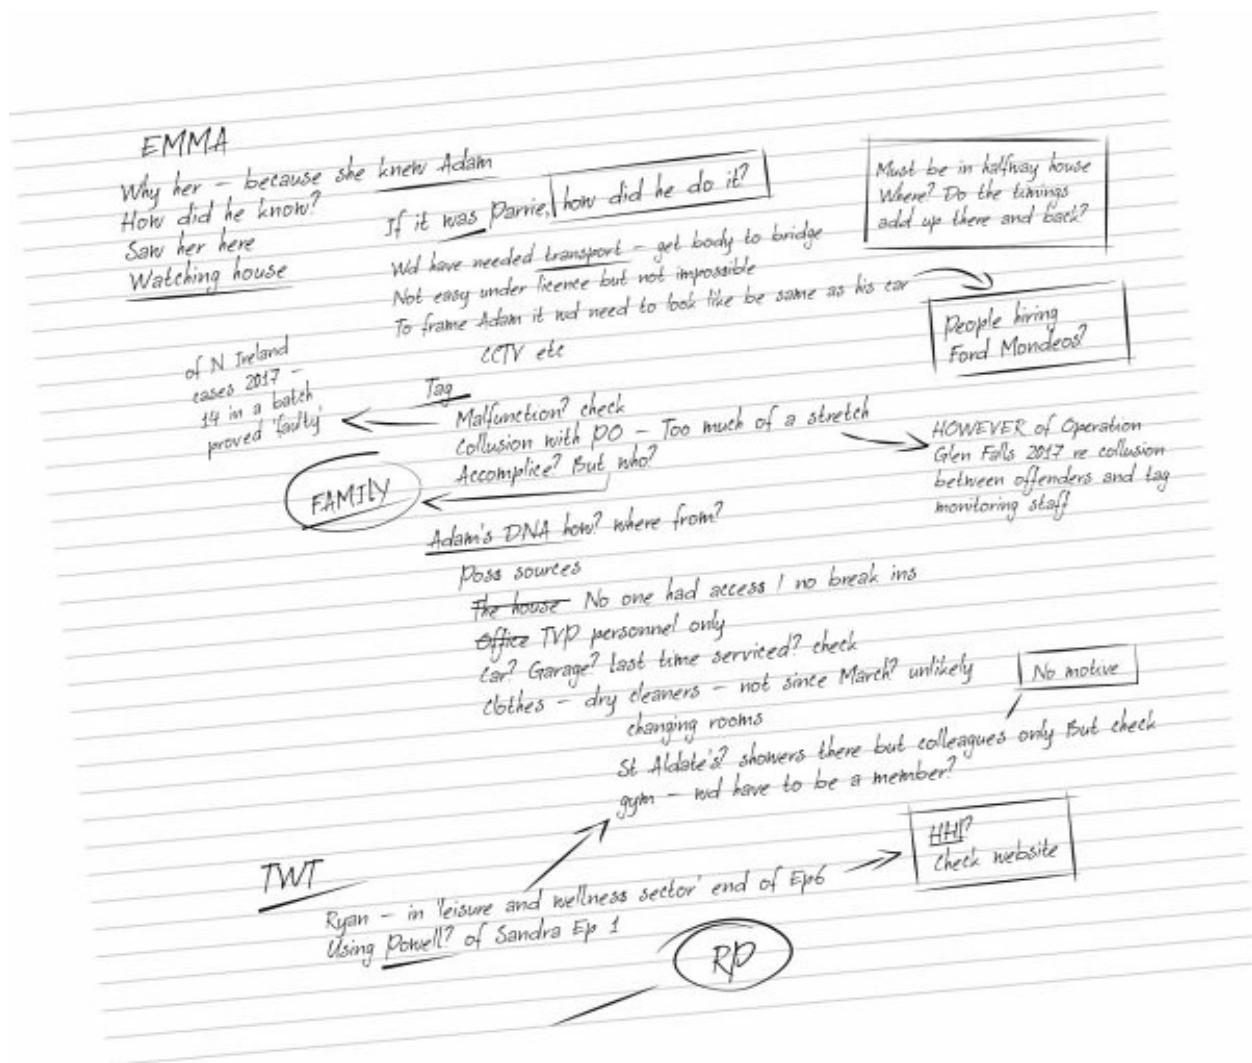 EMMA
Why her – because she knew Adam
How did he know?
Saw her here
Watching house
If it was Parrie, how did he do it?
Must be in halfway house
Where? Do the timings
add up there and back?
Wd have needed transport – get body to bridge
Not easy under licence but not impossible
To frame Adam it wd need to look like be same as his car
CCTV etc
People hiring
Ford Mondeos?
Tag
Malfunction? check
Collusion with PO – Too much of a stretch
Accomplice? But who?
of N Ireland
cases 2017 –
14 in a batch
proved 'faulty'
HOWEVER of Operation
Glen Falls 2017 re collusion
between offenders and tag
monitoring staff
FAMILY
Adam's DNA how? where from?
Poss sources
The house No one had access / no break ins
Office TVP personnel only
Car? Garage? last time serviced? check
Clothes – dry cleaners – not since March? unlikely
changing rooms
No motive
St Aldate's? showers there but colleagues only But check
gym – wd have to be a member?
TWT
Ryan – in 'leisure and wellness sector' end of Ep6
Using Powell? of Sandra Ep 1
HHP?
Check website
RP